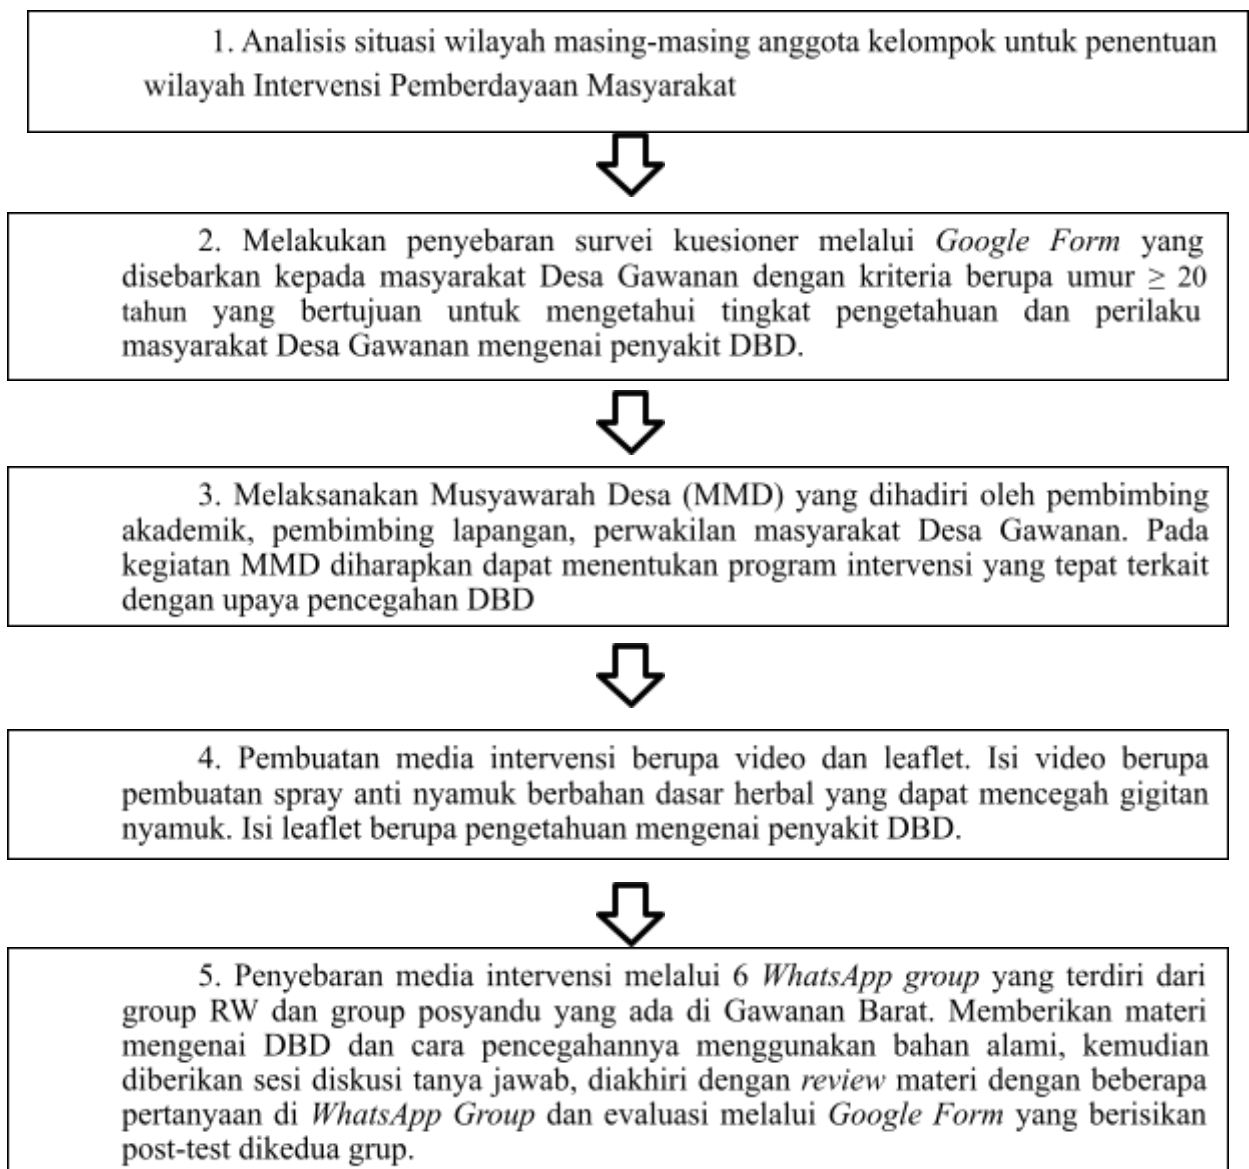 1. Analisis situasi wilayah masing-masing anggota kelompok untuk penentuan
wilayah Intervensi Pemberdayaan Masyarakat
2. Melakukan penyebaran survei kuesioner melalui Google Form yang
disebarkan kepada masyarakat Desa Gawanan dengan kriteria berupa umur ≥ 20
tahun yang bertujuan untuk mengetahui tingkat pengetahuan dan perilaku
masyarakat Desa Gawanan mengenai penyakit DBD.
3. Melaksanakan Musyawarah Desa (MMD) yang dihadiri oleh pembimbing
akademik, pembimbing lapangan, perwakilan masyarakat Desa Gawanan. Pada
kegiatan MMD diharapkan dapat menentukan program intervensi yang tepat terkait
dengan upaya pencegahan DBD
4. Pembuatan media intervensi berupa video dan leaflet. Isi video berupa
pembuatan spray anti nyamuk berbahan dasar herbal yang dapat mencegah gigitan
nyamuk. Isi leaflet berupa pengetahuan mengenai penyakit DBD.
5. Penyebaran media intervensi melalui 6 WhatsApp group yang terdiri dari
group RW dan group posyandu yang ada di Gawanan Barat. Memberikan materi
mengenai DBD dan cara pencegahannya menggunakan bahan alami, kemudian
diberikan sesi diskusi tanya jawab, diakhiri dengan review materi dengan beberapa
pertanyaan di WhatsApp Group dan evaluasi melalui Google Form yang berisikan
post-test dikedua grup.